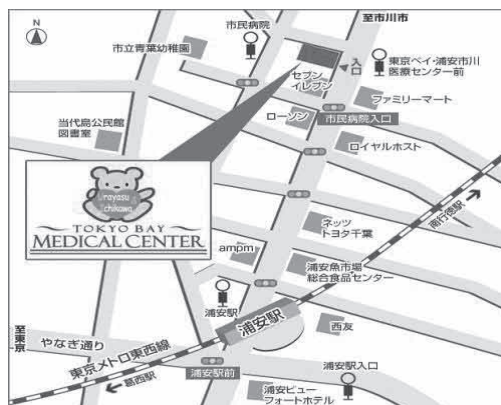 至市川市
N
市民病院
市立青葉幼稚園
入口
東京ベイ・浦安市川
医療センター前
セブン
イレブン
ファミリーマート
ローソン
市民病院入口
当代島公民館
図書室
ロイヤルホスト
Urayasu
Ichikawa
TOKYO BAY
MEDICAL CENTER
南行徳駅
ネッツ
トヨタ千葉
ampm
浦安魚市場
総合食品センター
浦安駅
浦安駅
西友
至東京
やなぎ通り
東京メトロ東西線
葛西駅
浦安駅前
浦安駅入口
浦安ビュー
フォートホテル